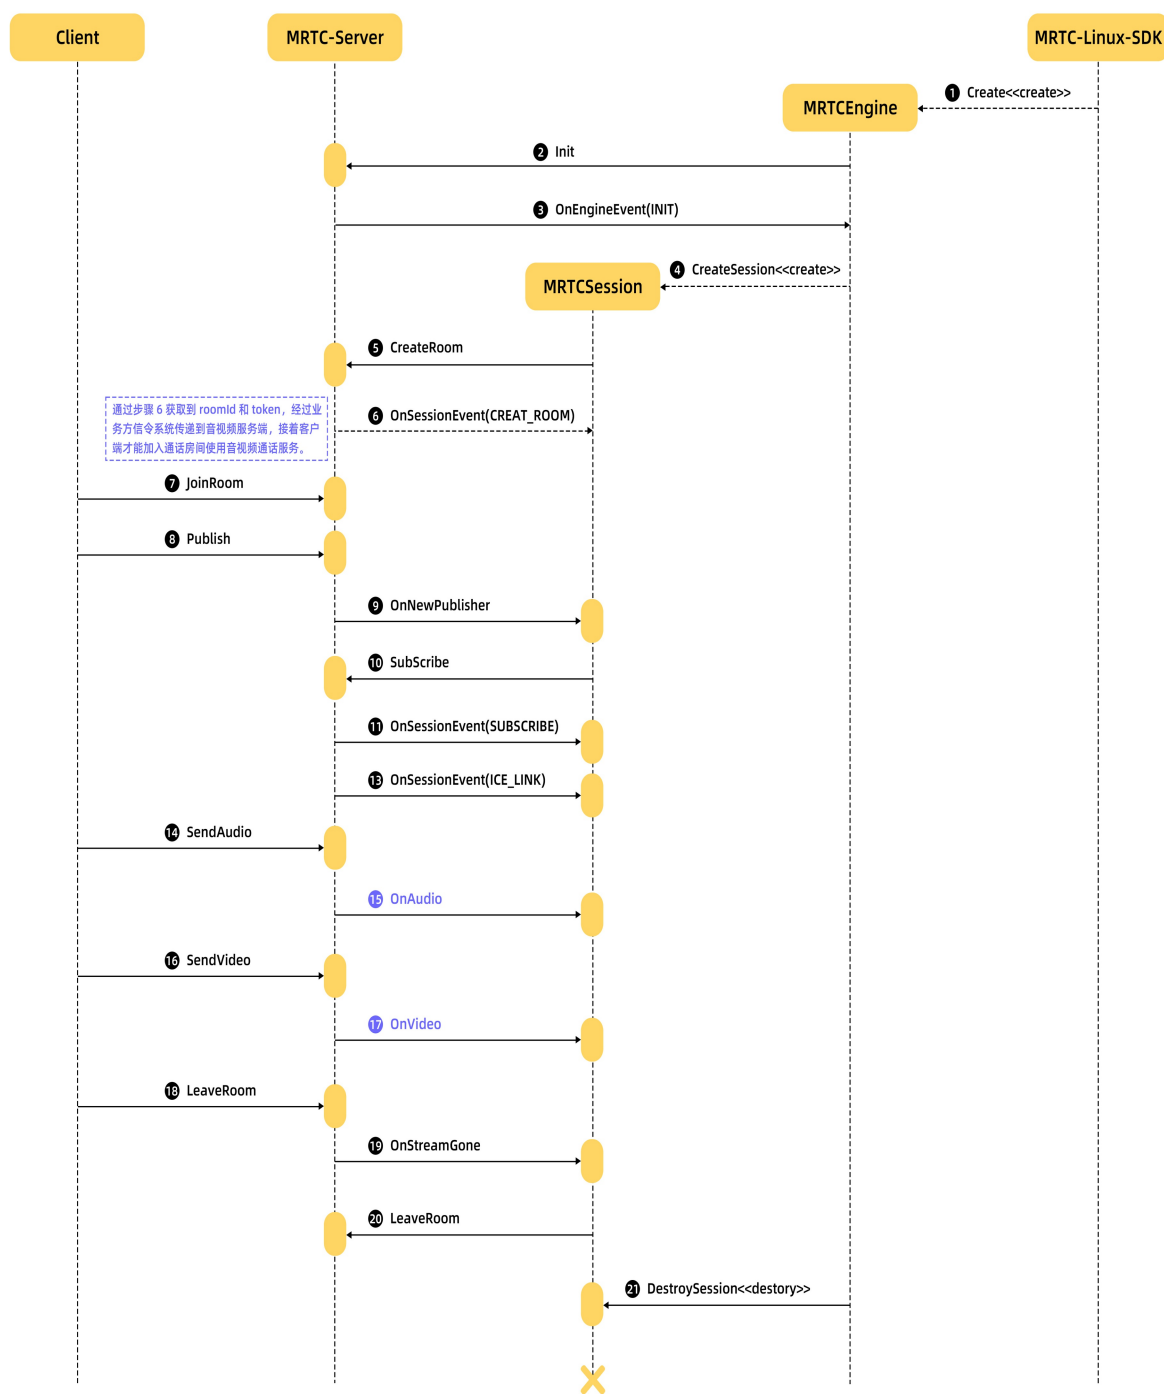 Client
MRTC-Server
MRTC-Linux-SDK
MRTCEngine
1 Create<<create>>
2 Init
3 OnEngineEvent(INIT)
MRTCSession
4 CreateSession<<create>>
5 CreateRoom
通过步骤 6 获取到 roomId 和 token，经过业
务方信令系统传递到音视频服务端，接着客户
端才能加入通话房间使用音视频通话服务。
6 OnSessionEvent(CREAT_ROOM)
7 JoinRoom
8 Publish
9 OnNewPublisher
10 SubScribe
11 OnSessionEvent(SUBSCRIBE)
13 OnSessionEvent(ICE_LINK)
14 SendAudio
15 OnAudio
16 SendVideo
17 OnVideo
18 LeaveRoom
19 OnStreamGone
20 LeaveRoom
21 DestroySession<<destory>>